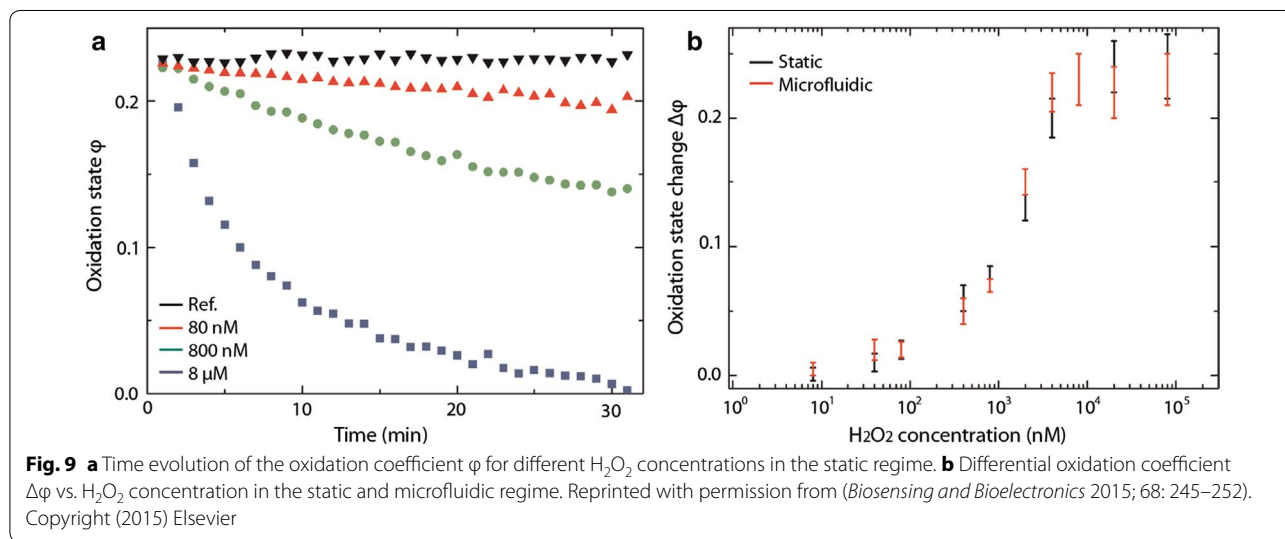 a
Oxidation state φ
0.2
0.1
0.0
Ref.
80 nM
800 nM
8 μM
0
10
20
30
Time (min)
b
Oxidation state change Δφ
0.2
0.1
0.0
Static
Microfluidic
10⁰
10¹
10²
10³
10⁴
10⁵
H₂O₂ concentration (nM)
Fig. 9 a Time evolution of the oxidation coefficient φ for different H₂O₂ concentrations in the static regime. b Differential oxidation coefficient
Δφ vs. H₂O₂ concentration in the static and microfluidic regime. Reprinted with permission from (Biosensing and Bioelectronics 2015; 68: 245–252).
Copyright (2015) Elsevier